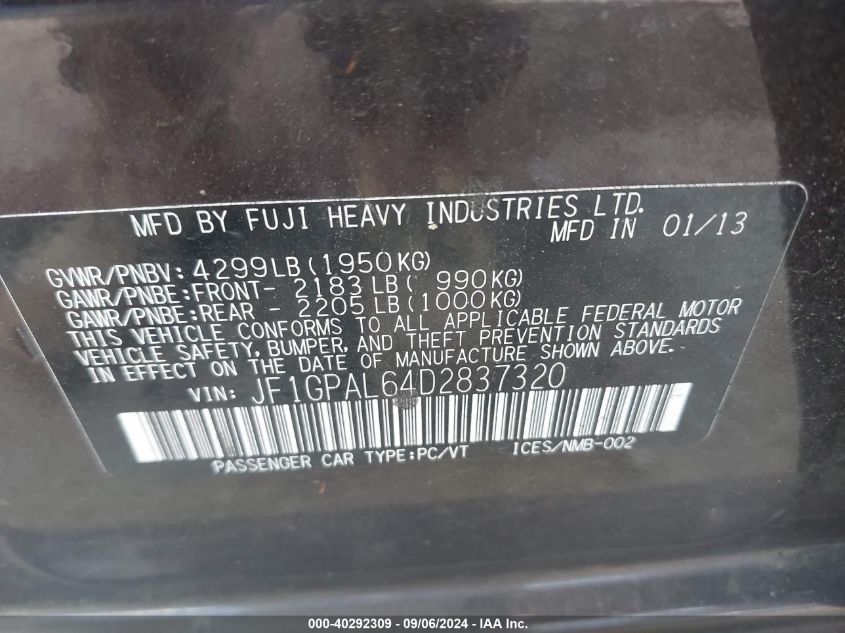 MFD BY FUJI HEAVY INDUSTRIES LTD.
MFD IN 01/13
GVWR/PNBV: 4299LB(1950KG)
GAWR/PNBE:FRONT- 2183LB( 990KG)
GAWR/PNBE:REAR - 2205LB(1000KG)
THIS VEHICLE CONFORMS TO ALL APPLICABLE FEDERAL MOTOR
VEHICLE SAFETY, BUMPER, AND THEFT PREVENTION STANDARDS
IN EFFECT ON THE DATE OF MANUFACTURE SHOWN ABOVE.
VIN: JF1GPAL64D2837320
PASSENGER CAR TYPE:PC/VT ICES/NMB-002
000-40292309 - 09/06/2024 - IAA Inc.